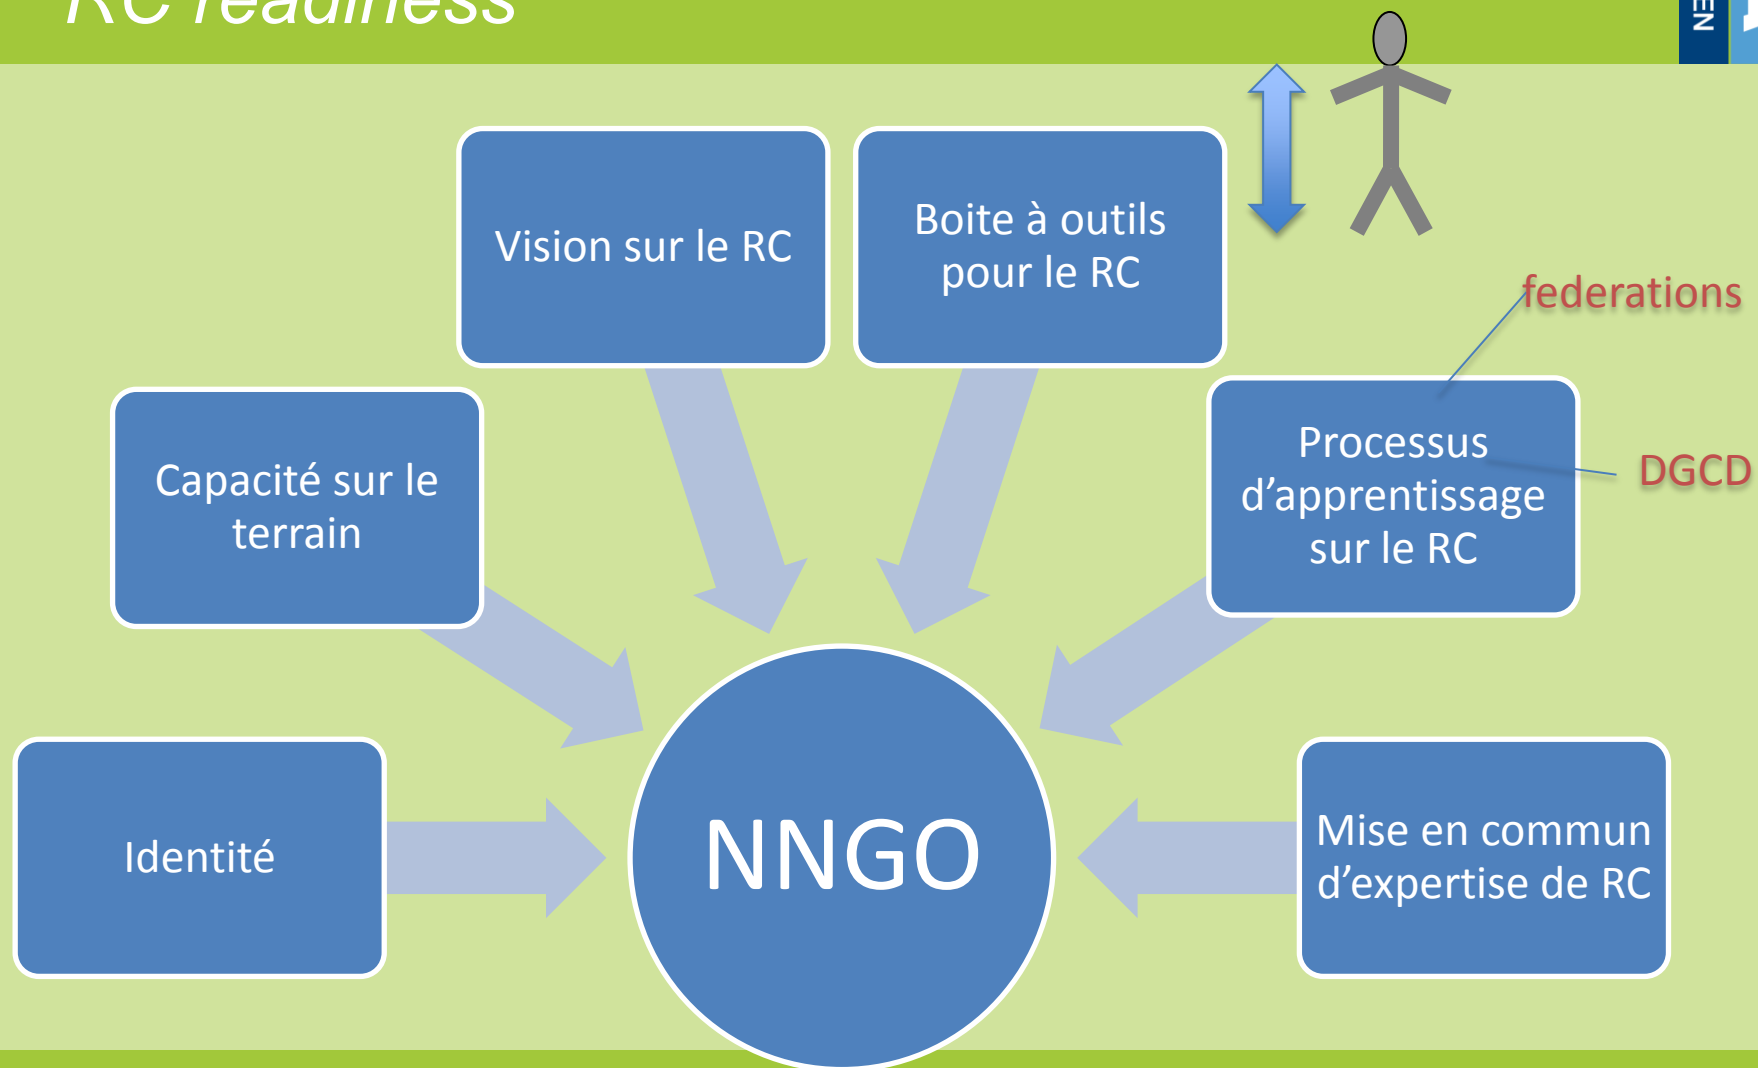 RC readiness
EN
Vision sur le RC
Boite à outils
pour le RC
federations
Capacité sur le
terrain
Processus
d’apprentissage
sur le RC
DGCD
Identité
NNGO
Mise en commun
d’expertise de RC